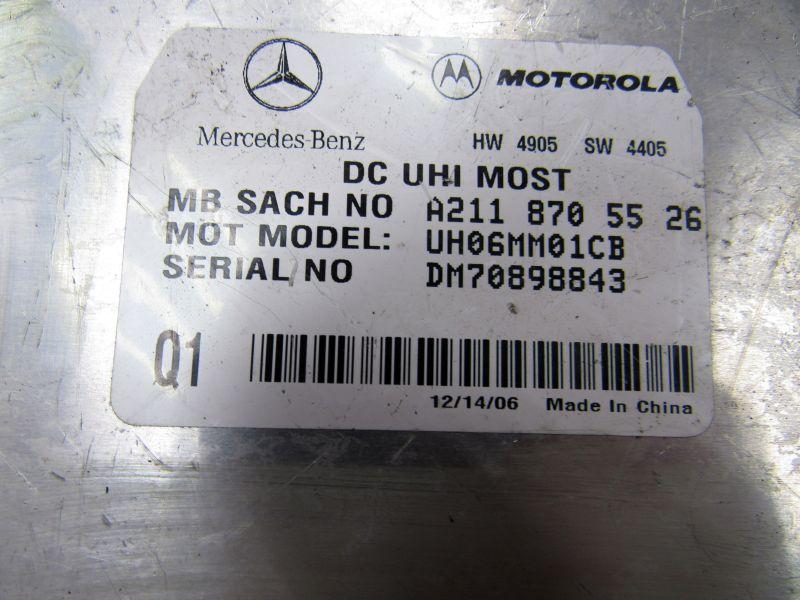 MOTOROLA
Mercedes-Benz HW 4905 SW 4405
DC UHI MOST
MB SACH NO A211 870 55 26
MOT MODEL: UH06MM01CB
SERIAL NO DM70898843
Q1
12/14/06 Made In China